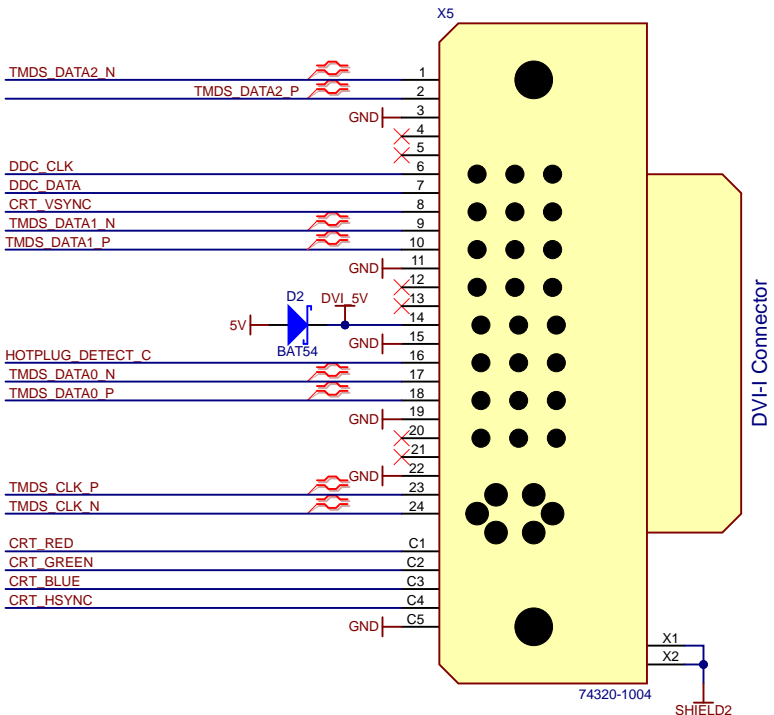 X5
TMDS_DATA2_N 1
TMDS_DATA2_P 2
GND 3
4
5
DDC_CLK 6
DDC_DATA 7
CRT_VSYNC 8
TMDS_DATA1_N 9
TMDS_DATA1_P 10
GND 11
12
D2 DVI_5V 13
5V 14
BAT54 GND 15
HOTPLUG_DETECT_C 16
TMDS_DATA0_N 17
TMDS_DATA0_P 18
GND 19
20
21
GND 22
TMDS_CLK_P 23
TMDS_CLK_N 24
CRT_RED C1
CRT_GREEN C2
CRT_BLUE C3
CRT_HSYNC C4
GND C5
DVI-I Connector
X1
X2
74320-1004
SHIELD2